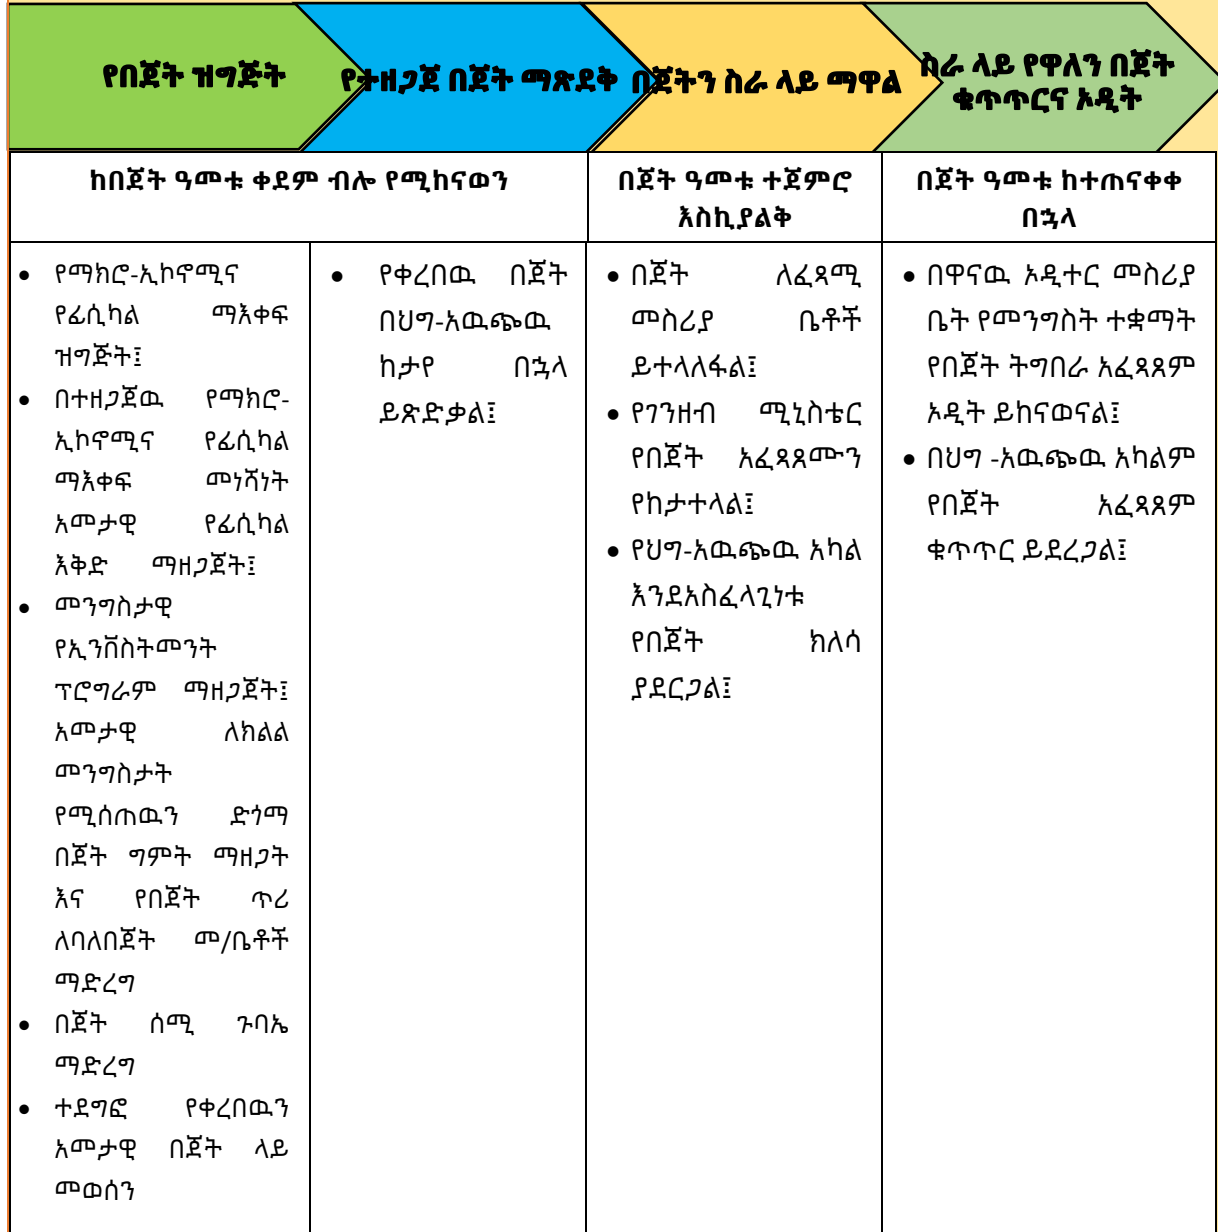 የበጀት ዝግጅት
የተዘጋጀ በጀት ማጽደቅ
በጀትን ስራ ላይ ማዋል
ስራ ላይ የዋለን በጀት
ቁጥጥርና ኦዲት
ከበጀት ዓመቱ ቀደም ብሎ የሚከናወን
በጀት ዓመቱ ተጀምሮ
እስኪያልቅ
በጀት ዓመቱ ከተጠናቀቀ
በኋላ
• የማክሮ-ኢኮኖሚና
የፊሲካል ማእቀፍ
ዝግጅት፤
• በተዘጋጀዉ የማክሮ-
ኢኮኖሚና የፊሲካል
ማእቀፍ መነሻነት
አመታዊ የፊሲካል
እቅድ ማዘጋጀት፤
• መንግስታዊ
የኢንቨስትመንት
ፕሮግራም ማዘጋጀት፤
አመታዊ ለክልል
መንግስታት
የሚሰጠዉን ድጎማ
በጀት ግምት ማዘጋት
እና የበጀት ጥሪ
ለባለበጀት መ/ቤቶች
ማድረግ
• በጀት ሰሚ ጉባኤ
ማድረግ
• ተደግፎ የቀረበዉን
አመታዊ በጀት ላይ
መወሰን
• የቀረበዉ በጀት
በህግ-አዉጭዉ
ከታየ በኋላ
ይጽድቃል፤
• በጀት ለፈጻሚ
መስሪያ ቤቶች
ይተላለፋል፤
• የገንዘብ ሚኒስቴር
የበጀት አፈጻጸሙን
የከታተላል፤
• የህግ-አዉጭዉ አካል
እንደአስፈላጊነቱ
የበጀት ክለሳ
ያደርጋል፤
• በዋናዉ ኦዲተር መስሪያ
ቤት የመንግስት ተቋማት
የበጀት ትግበራ አፈጻጸም
ኦዲት ይከናወናል፤
• በህግ -አዉጭዉ አካልም
የበጀት አፈጻጸም
ቁጥጥር ይደረጋል፤